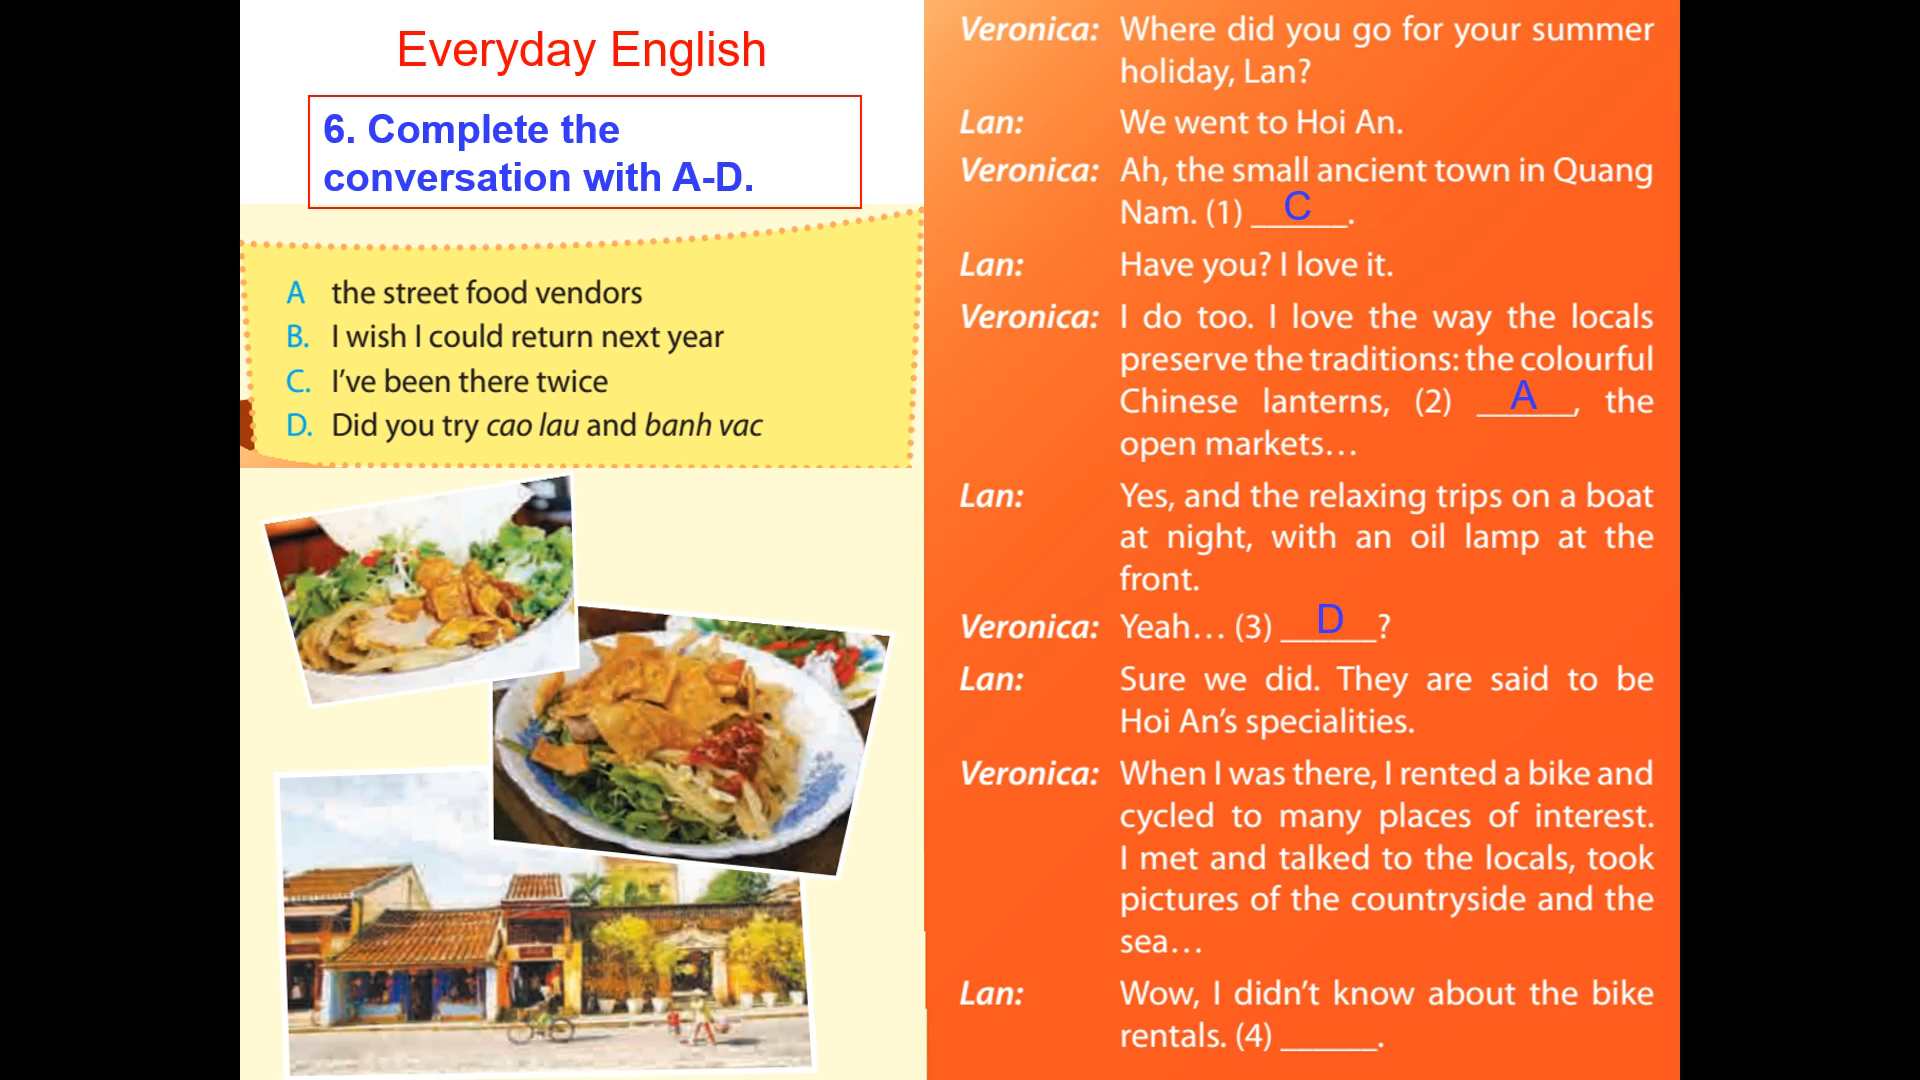 Everyday English
6. Complete the
conversation with A-D.
A the street food vendors
B. I wish I could return next year
C. I've been there twice
D. Did you try cao lau and banh vac
Veronica: Where did you go for your summer
holiday, Lan?
Lan: We went to Hoi An.
Veronica: Ah, the small ancient town in Quang
Nam. (1) ___C___.
Lan: Have you? I love it.
Veronica: I do too. I love the way the locals
preserve the traditions: the colourful
Chinese lanterns, (2) ___A___, the
open markets…
Lan: Yes, and the relaxing trips on a boat
at night, with an oil lamp at the
front.
Veronica: Yeah… (3) ___D___?
Lan: Sure we did. They are said to be
Hoi An's specialities.
Veronica: When I was there, I rented a bike and
cycled to many places of interest.
I met and talked to the locals, took
pictures of the countryside and the
sea…
Lan: Wow, I didn't know about the bike
rentals. (4) ______.